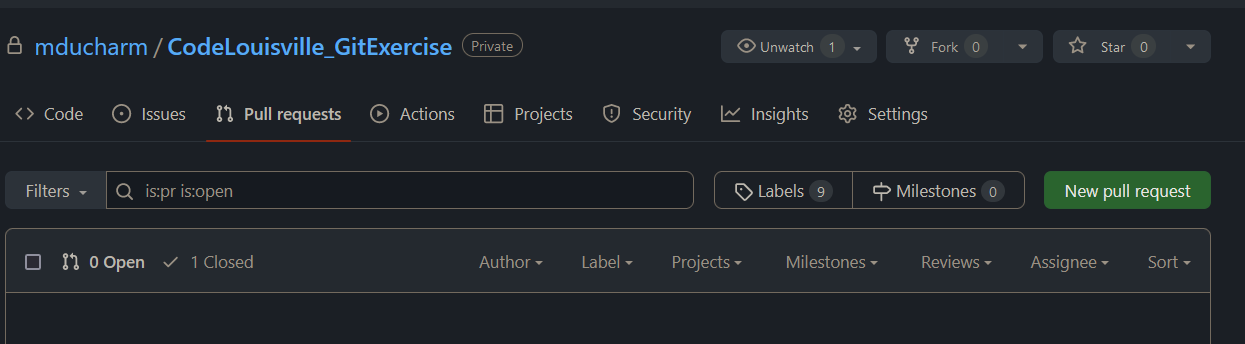 mducharm / CodeLouisville_GitExercise Private Unwatch 1 Fork 0 Star 0
Code Issues Pull requests Actions Projects Security Insights Settings
Filters is:pr is:open Labels 9 Milestones 0 New pull request
0 Open 1 Closed Author Label Projects Milestones Reviews Assignee Sort